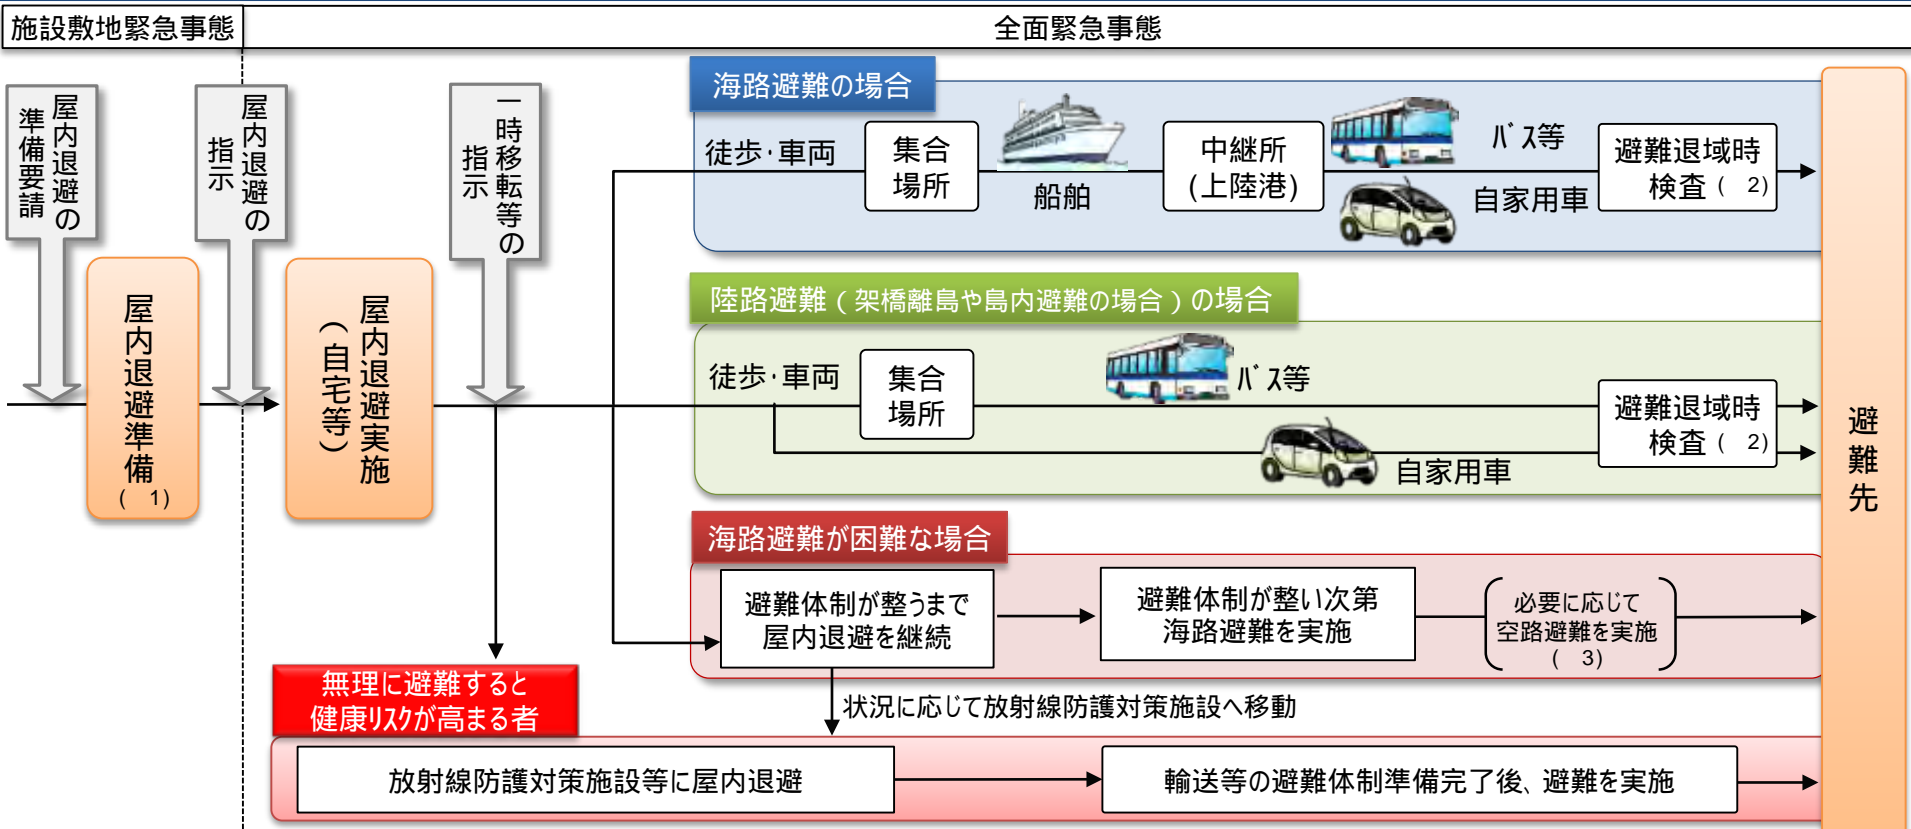 施設敷地緊急事態
全面緊急事態
屋内退避の
準備要請
屋内退避の
指示
一時移転等の
指示
屋内退避準備
( 1)
屋内退避実施
(自宅等)
海路避難の場合
徒歩・車両
集合
場所
船舶
中継所
(上陸港)
バス等
自家用車
避難退域時
検査( 2)
陸路避難(架橋離島や島内避難の場合)の場合
徒歩・車両
集合
場所
バス等
自家用車
避難退域時
検査( 2)
海路避難が困難な場合
避難体制が整うまで
屋内退避を継続
避難体制が整い次第
海路避難を実施
必要に応じて
空路避難を実施
( 3)
状況に応じて放射線防護対策施設へ移動
無理に避難すると
健康リスクが高まる者
放射線防護対策施設等に屋内退避
輸送等の避難体制準備完了後、避難を実施
避難先